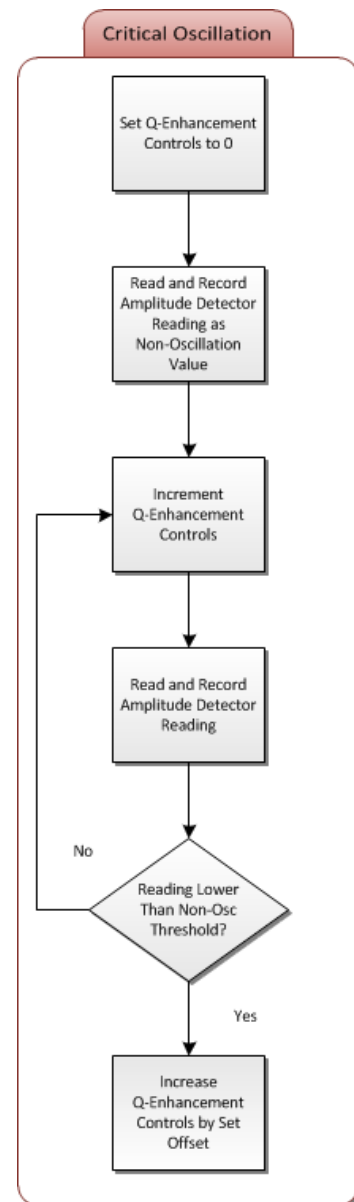 Critical Oscillation
Set Q-Enhancement
Controls to 0
Read and Record
Amplitude Detector
Reading as
Non-Oscillation
Value
Increment
Q-Enhancement
Controls
Read and Record
Amplitude Detector
Reading
No
Reading Lower
Than Non-Osc
Threshold?
Yes
Increase
Q-Enhancement
Controls by Set
Offset